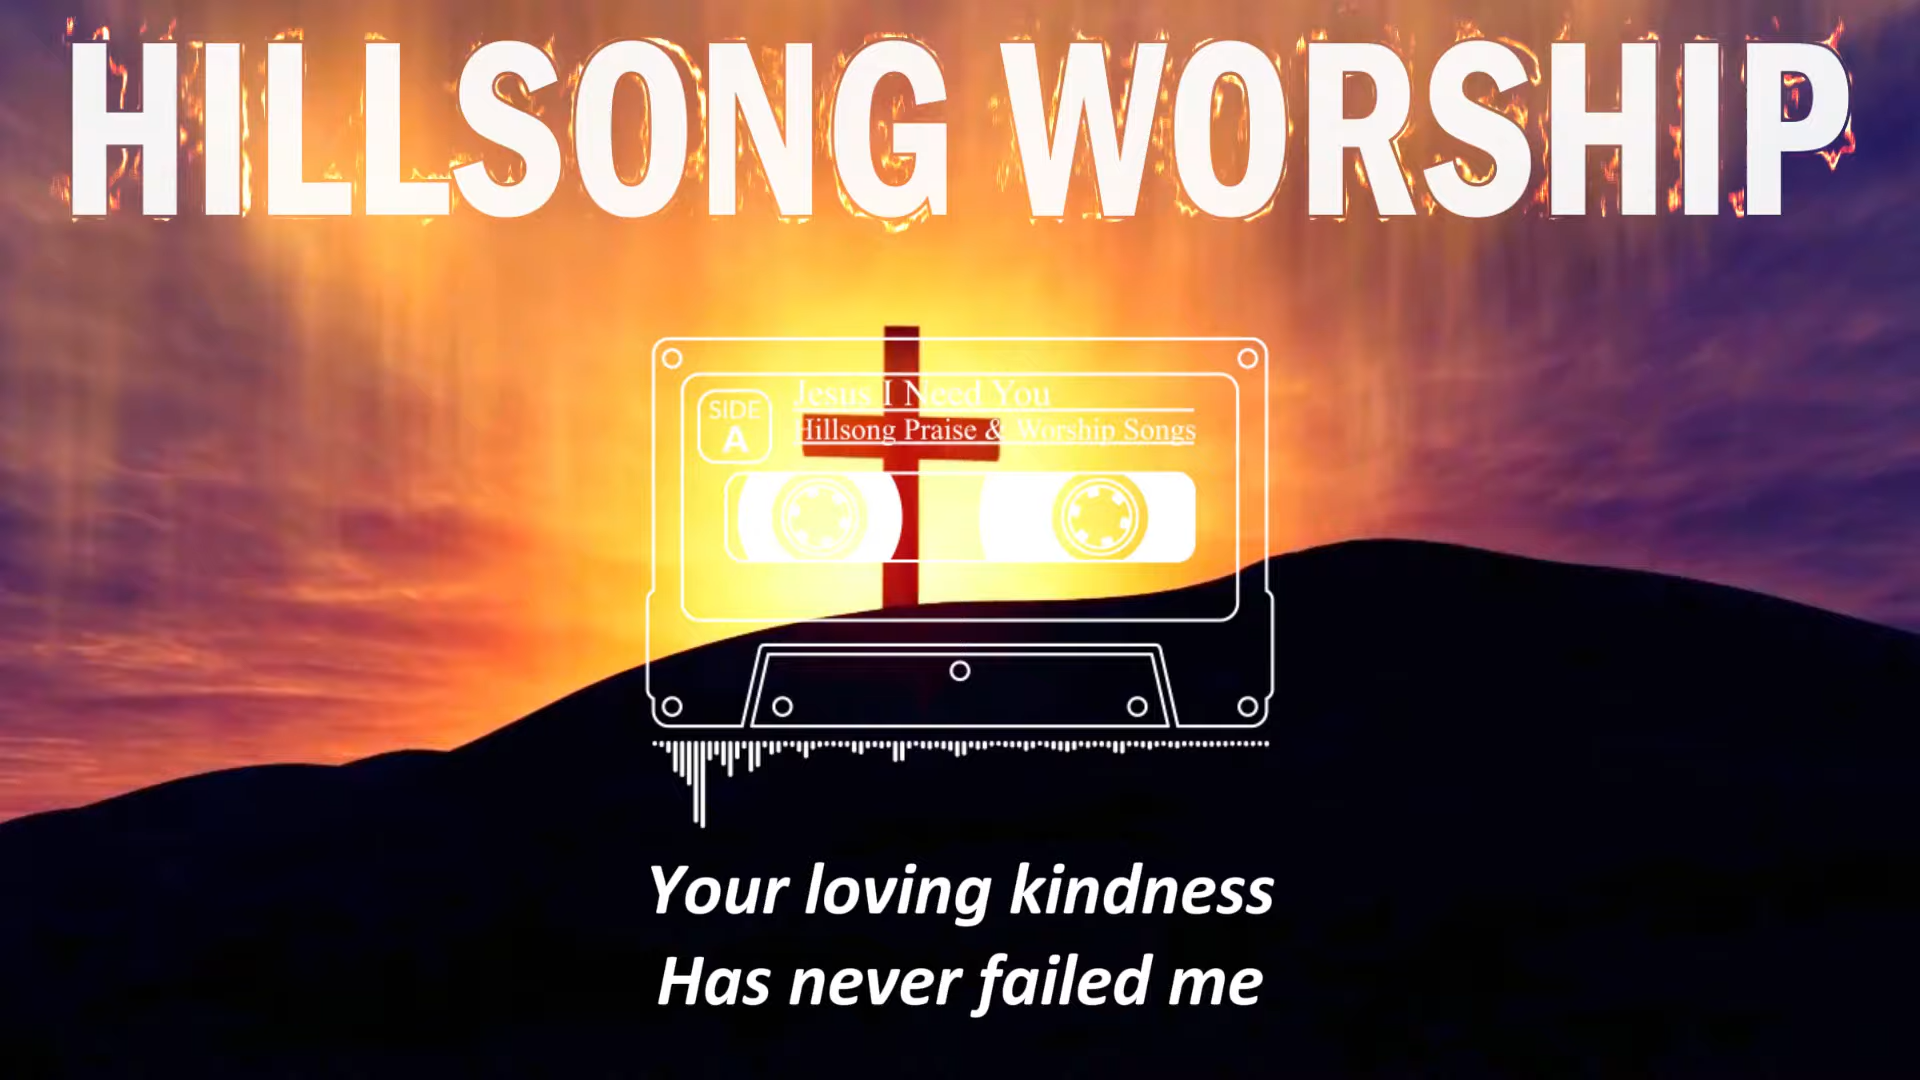 HILLSONG WORSHIP
SIDE
A
Jesus I Need You
Hillsong Praise & Worship Songs
Your loving kindness
Has never failed me